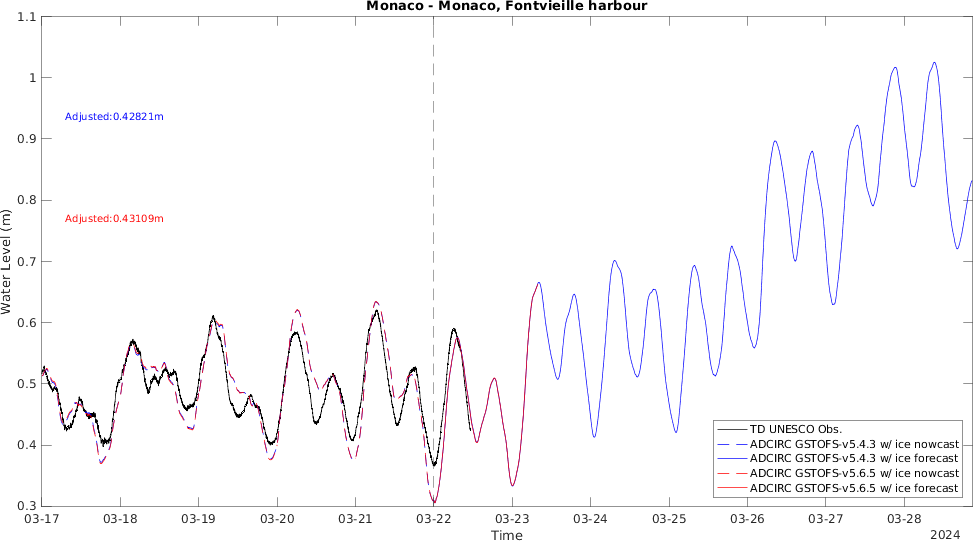 Monaco - Monaco, Fontvieille harbour
1.1
1
0.9
0.8
0.7
0.6
0.5
0.4
0.3
Water Level (m)
Adjusted:0.42821m
Adjusted:0.43109m
TD UNESCO Obs.
ADCIRC GSTOFS-v5.4.3 w/ ice nowcast
ADCIRC GSTOFS-v5.4.3 w/ ice forecast
ADCIRC GSTOFS-v5.6.5 w/ ice nowcast
ADCIRC GSTOFS-v5.6.5 w/ ice forecast
03-17 03-18 03-19 03-20 03-21 03-22 03-23 03-24 03-25 03-26 03-27 03-28
Time
2024